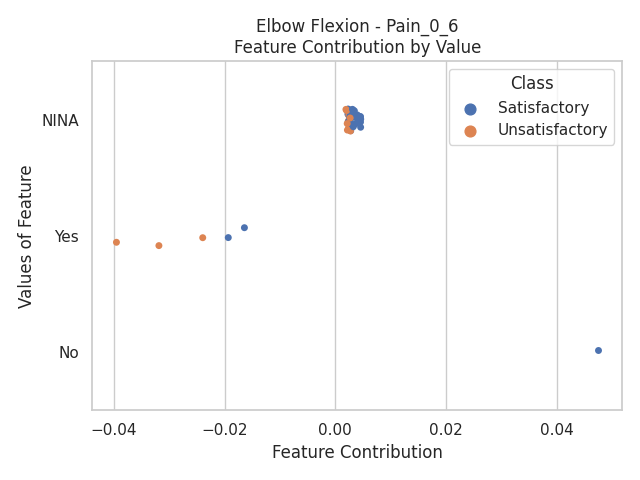 Elbow Flexion - Pain_0_6
Feature Contribution by Value
Class
Satisfactory
Unsatisfactory
Values of Feature
NINA
Yes
No
−0.04
−0.02
0.00
0.02
0.04
Feature Contribution